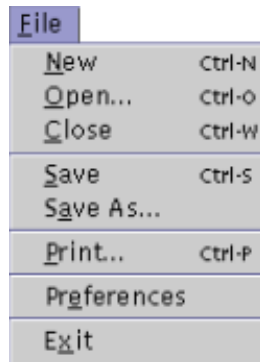 File
New Ctrl-N
Open... Ctrl-O
Close Ctrl-W
Save Ctrl-S
Save As...
Print... Ctrl-P
Preferences
Exit